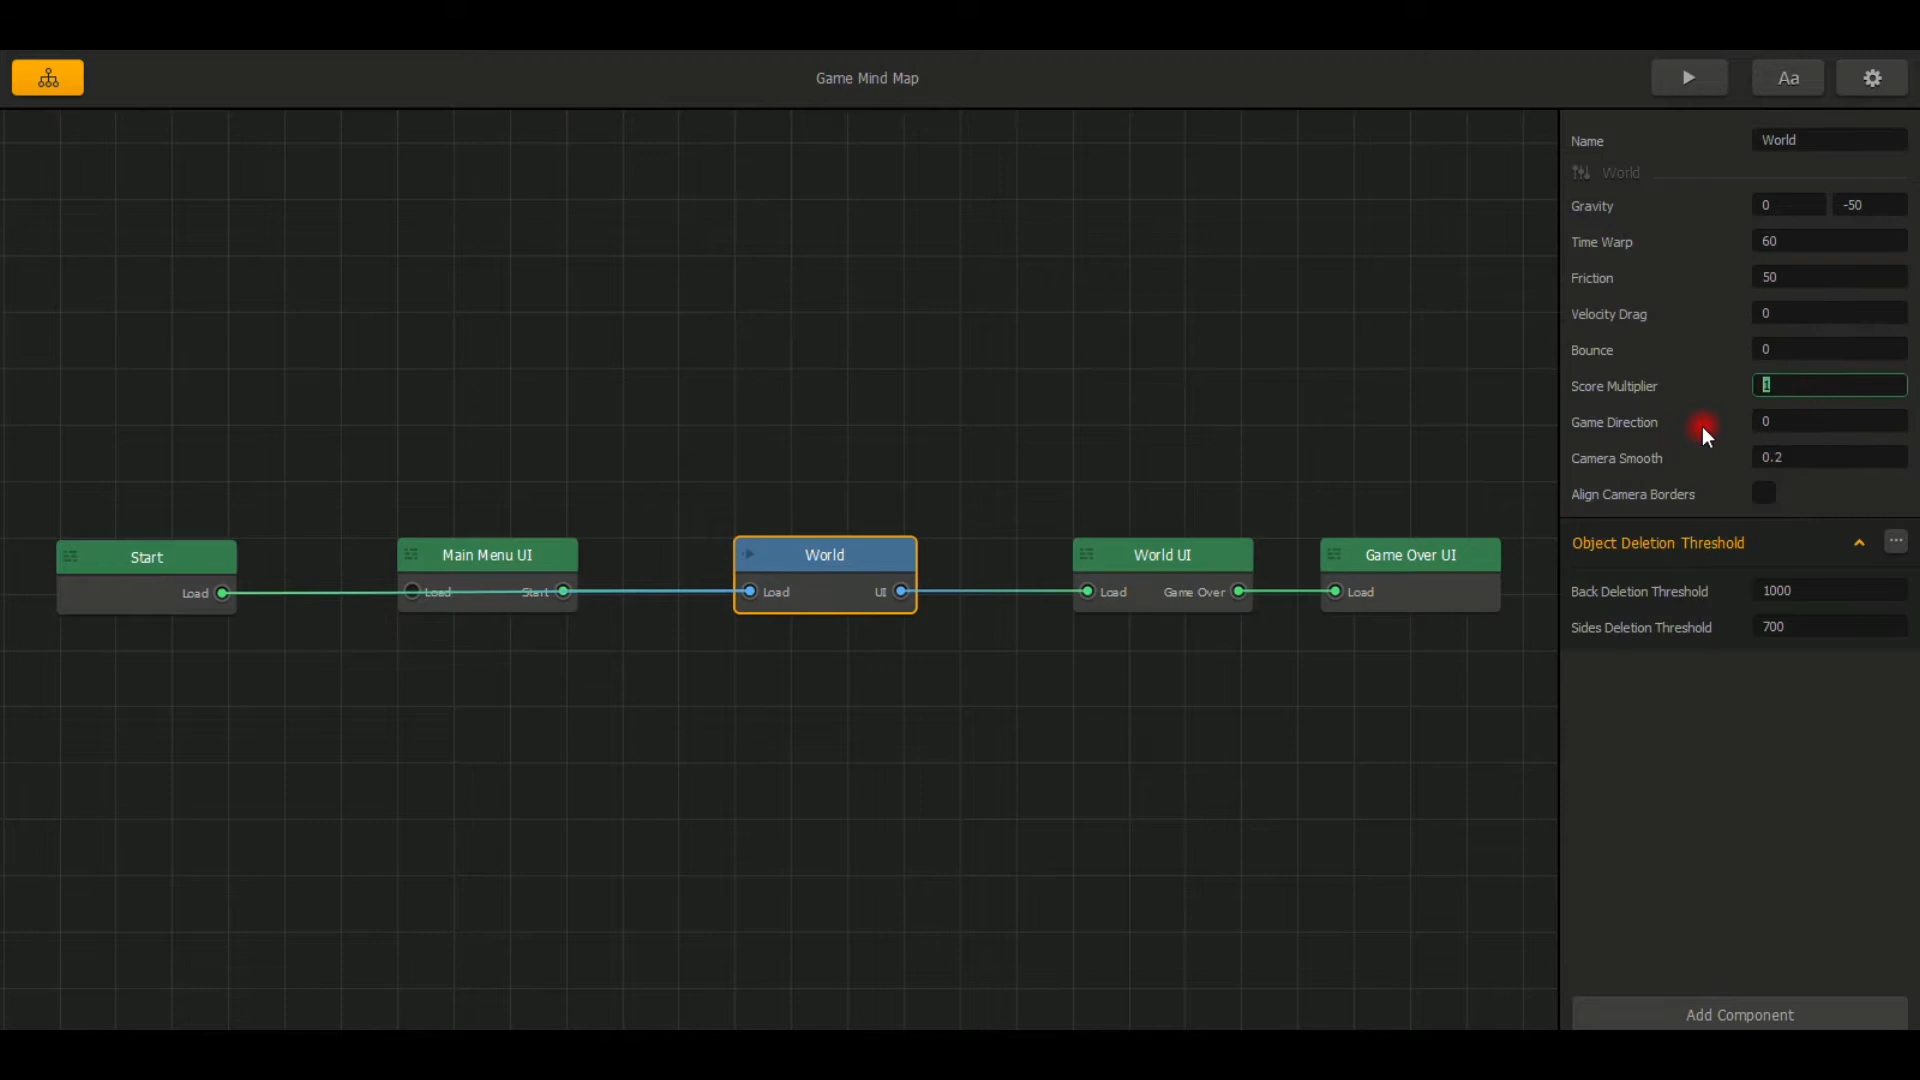 Game Mind Map
Aa
Start
Load
Main Menu UI
Load Start
World
Load UI
World UI
Load Game Over
Game Over UI
Load
Name World
World
Gravity 0 -50
Time Warp 60
Friction 50
Velocity Drag 0
Bounce 0
Score Multiplier 1
Game Direction 0
Camera Smooth 0.2
Align Camera Borders
Object Deletion Threshold
Back Deletion Threshold 1000
Sides Deletion Threshold 700
Add Component